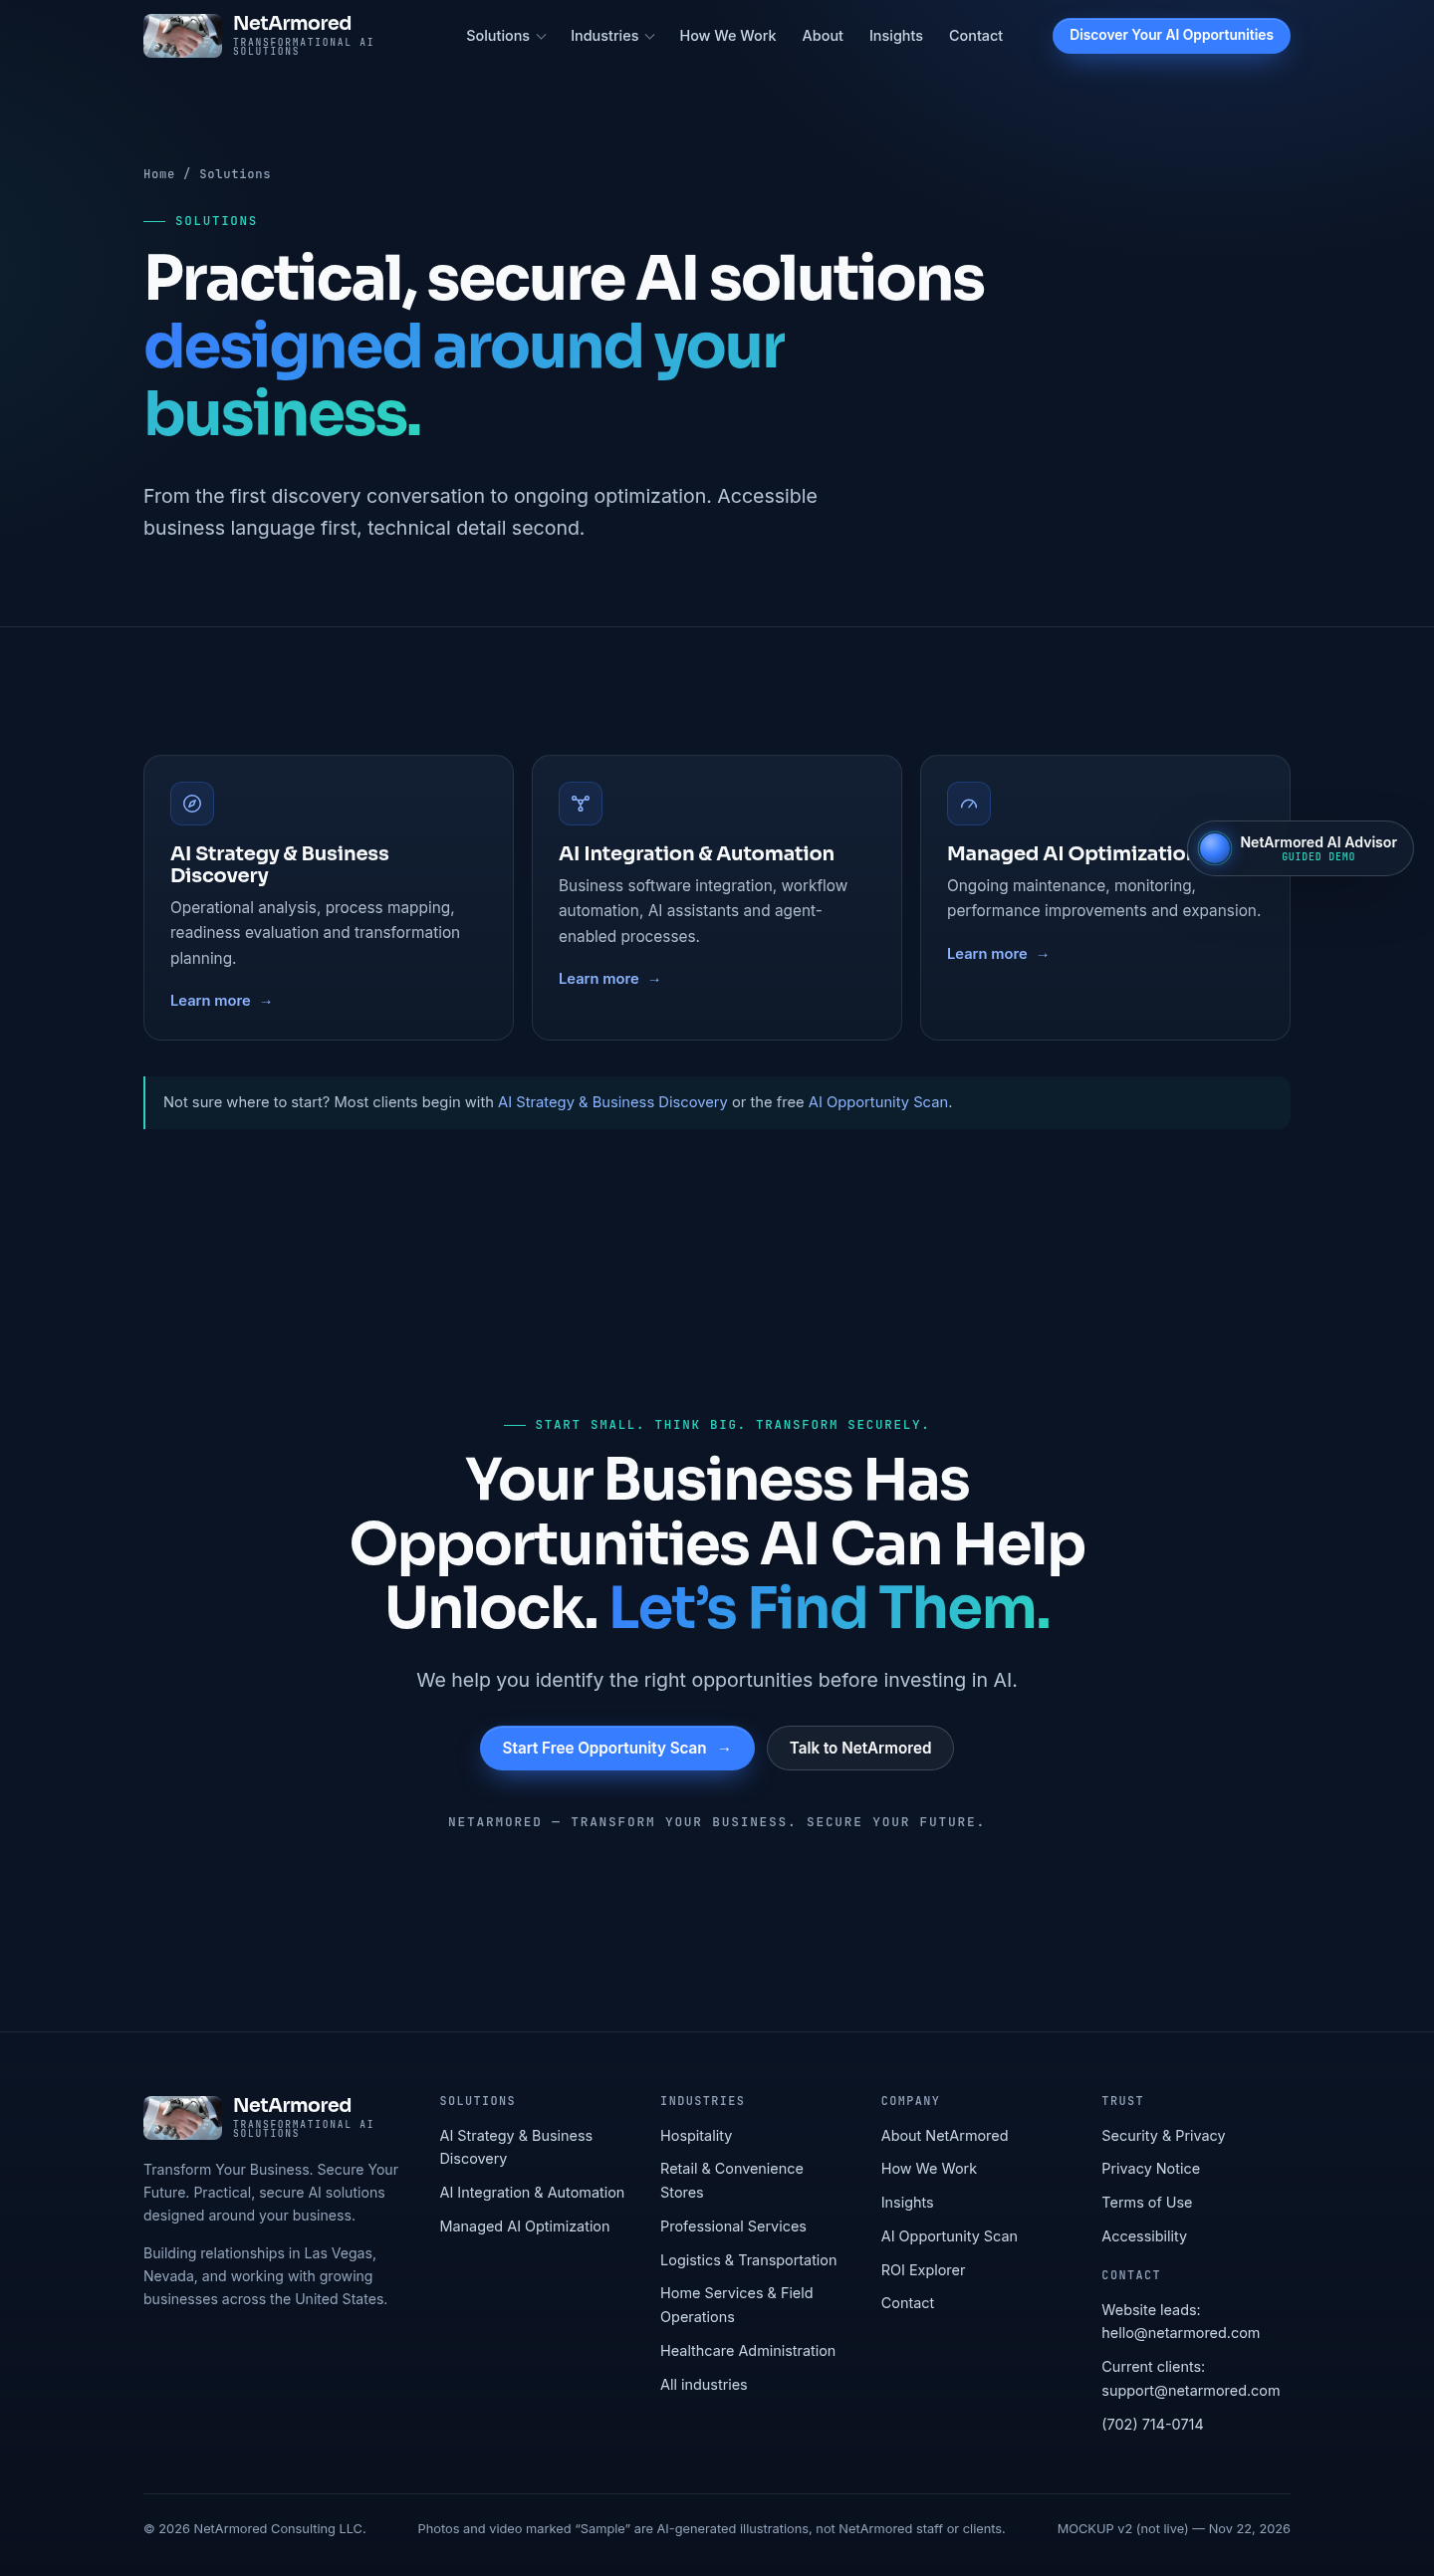 NetArmored
TRANSFORMATIONAL AI
SOLUTIONS
Solutions
Industries
How We Work
About
Insights
Contact
Discover Your AI Opportunities
Home / Solutions
SOLUTIONS
Practical, secure AI solutions
designed around your
business.
From the first discovery conversation to ongoing optimization. Accessible
business language first, technical detail second.
AI Strategy & Business
Discovery
Operational analysis, process mapping,
readiness evaluation and transformation
planning.
Learn more →
AI Integration & Automation
Business software integration, workflow
automation, AI assistants and agent-
enabled processes.
Learn more →
Managed AI Optimization
Ongoing maintenance, monitoring,
performance improvements and expansion.
Learn more →
NetArmored AI Advisor
GUIDED DEMO
Not sure where to start? Most clients begin with AI Strategy & Business Discovery or the free AI Opportunity Scan.
START SMALL. THINK BIG. TRANSFORM SECURELY.
Your Business Has
Opportunities AI Can Help
Unlock. Let’s Find Them.
We help you identify the right opportunities before investing in AI.
Start Free Opportunity Scan →
Talk to NetArmored
NETARMORED — TRANSFORM YOUR BUSINESS. SECURE YOUR FUTURE.
NetArmored
TRANSFORMATIONAL AI
SOLUTIONS
Transform Your Business. Secure Your
Future. Practical, secure AI solutions
designed around your business.
Building relationships in Las Vegas,
Nevada, and working with growing
businesses across the United States.
SOLUTIONS
AI Strategy & Business
Discovery
AI Integration & Automation
Managed AI Optimization
INDUSTRIES
Hospitality
Retail & Convenience
Stores
Professional Services
Logistics & Transportation
Home Services & Field
Operations
Healthcare Administration
All industries
COMPANY
About NetArmored
How We Work
Insights
AI Opportunity Scan
ROI Explorer
Contact
TRUST
Security & Privacy
Privacy Notice
Terms of Use
Accessibility
CONTACT
Website leads:
hello@netarmored.com
Current clients:
support@netarmored.com
(702) 714-0714
© 2026 NetArmored Consulting LLC.
Photos and video marked “Sample” are AI-generated illustrations, not NetArmored staff or clients.
MOCKUP v2 (not live) — Nov 22, 2026